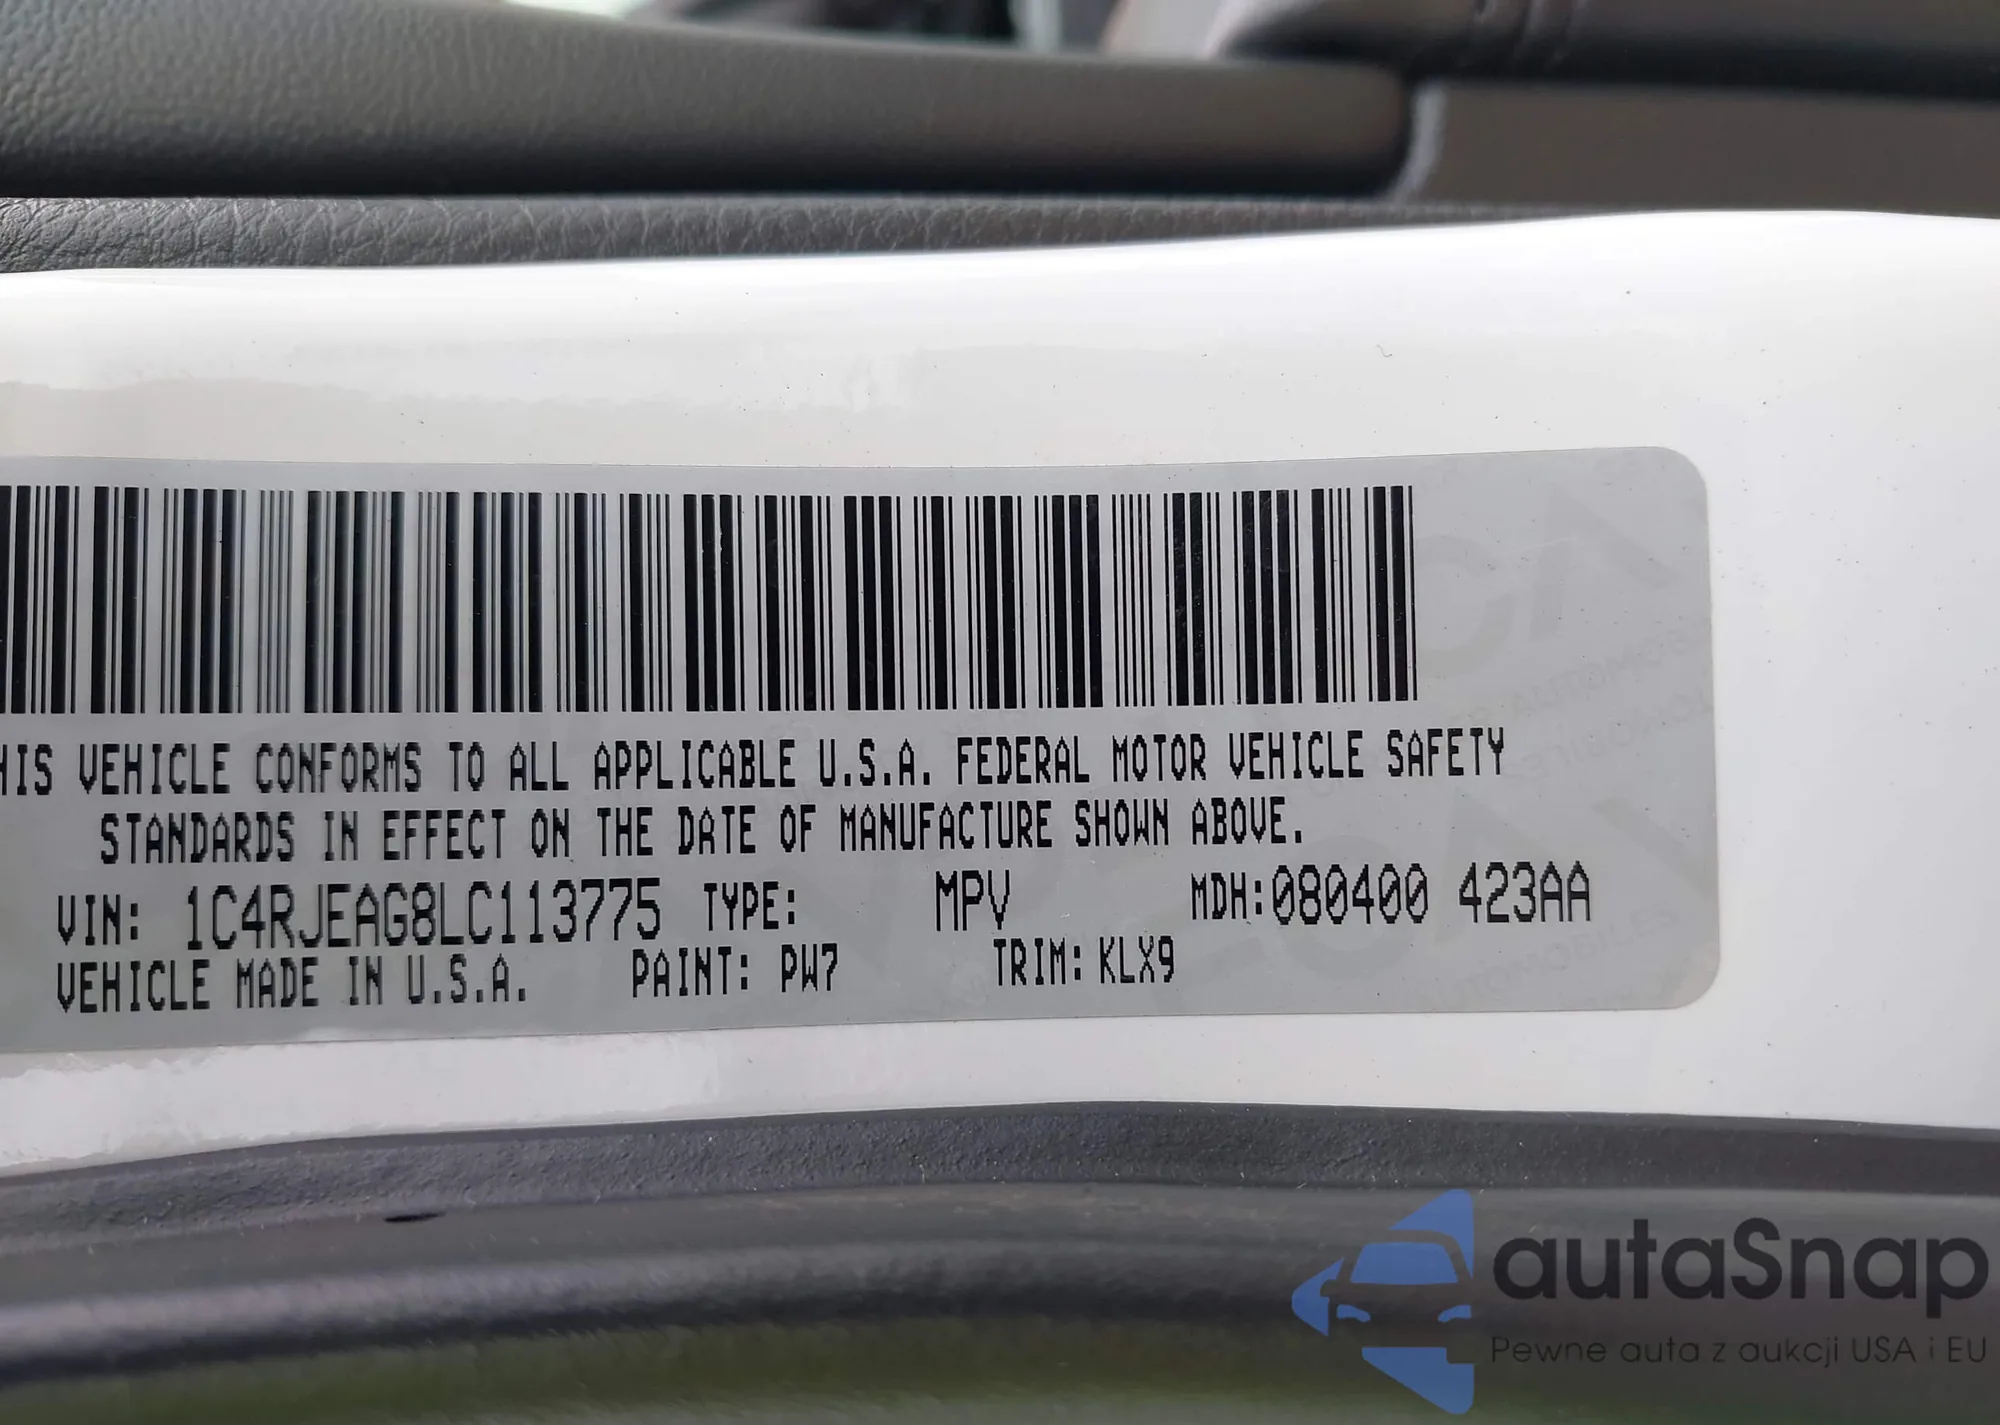 HIS VEHICLE CONFORMS TO ALL APPLICABLE U.S.A. FEDERAL MOTOR VEHICLE SAFETY
STANDARDS IN EFFECT ON THE DATE OF MANUFACTURE SHOWN ABOVE.
VIN: 1C4RJEAG8LC113775 TYPE: MPV MDH:080400 423AA
VEHICLE MADE IN U.S.A. PAINT: PW7 TRIM: KLX9
autaSnap
Pewne auta z aukcji USA i EU